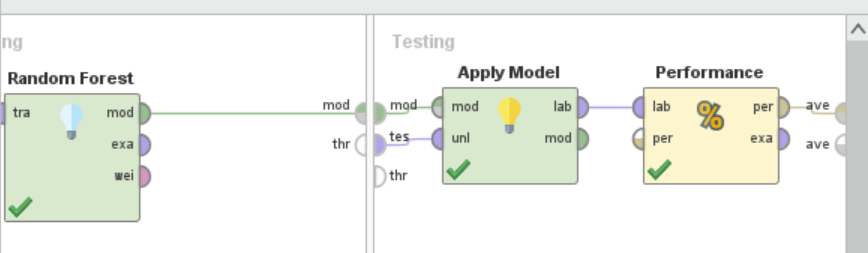 ng
Testing
Random Forest
Apply Model
Performance
tra mod
exa
wei
mod
thr
mod
tes
thr
mod lab
unl mod
lab per
per exa
ave
ave
%